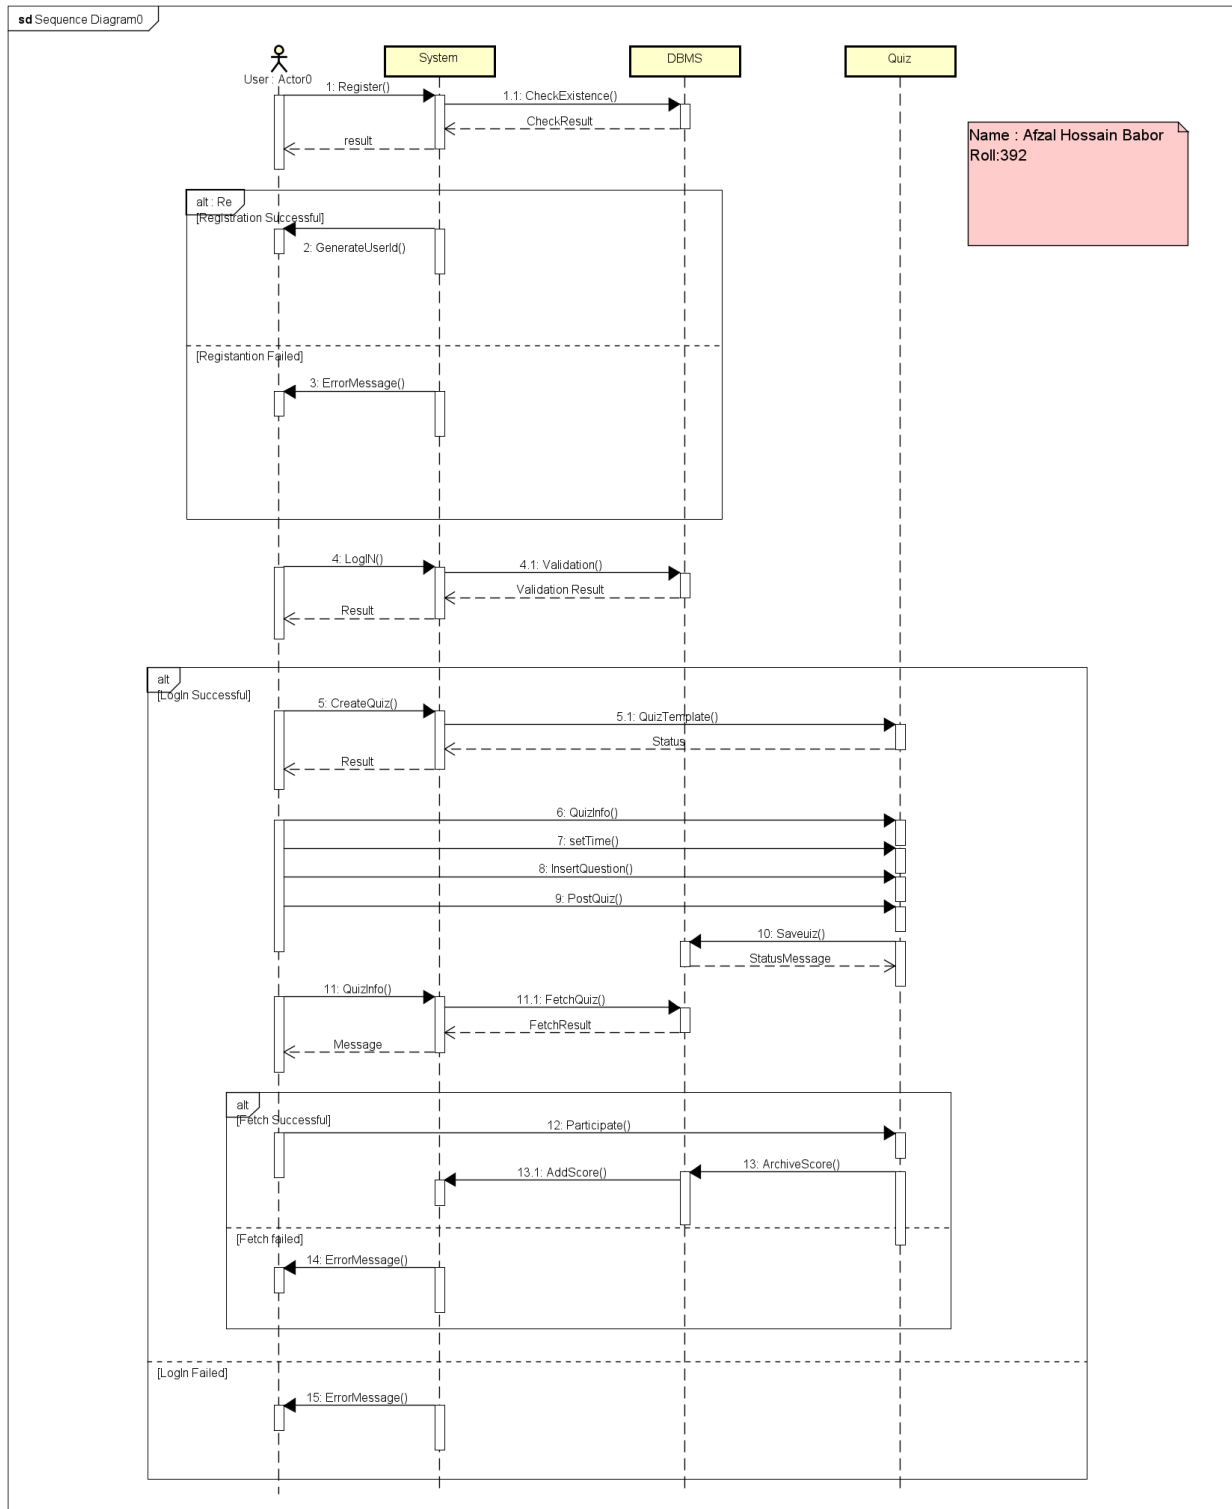 sd Sequence Diagram0
User : Actor0
System
DBMS
Quiz
1: Register()
1.1: CheckExistence()
CheckResult
result
Name : Afzal Hossain Babor
Roll:392
alt : Re
[Registration Successful]
2: GenerateUserId()
[Registantion Failed]
3: ErrorMessage()
4: LogIN()
4.1: Validation()
Validation Result
Result
alt
[LogIn Successful]
5: CreateQuiz()
5.1: QuizTemplate()
Status
Result
6: QuizInfo()
7: setTime()
8: InsertQuestion()
9: PostQuiz()
10: Saveuiz()
StatusMessage
11: QuizInfo()
11.1: FetchQuiz()
FetchResult
Message
alt
[Fetch Successful]
12: Participate()
13: ArchiveScore()
13.1: AddScore()
[Fetch failed]
14: ErrorMessage()
[LogIn Failed]
15: ErrorMessage()